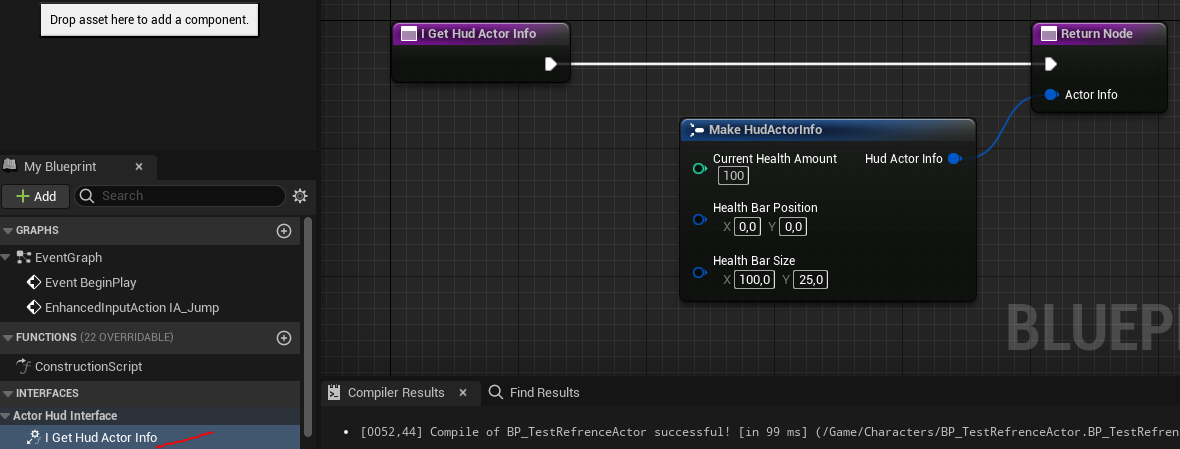 Drop asset here to add a component.
I Get Hud Actor Info
Return Node
Actor Info
Make HudActorInfo
Current Health Amount
Hud Actor Info
100
Health Bar Position
X 0,0 Y 0,0
Health Bar Size
X 100,0 Y 25,0
My Blueprint ×
+ Add
Search
GRAPHS
EventGraph
Event BeginPlay
EnhancedInputAction IA_Jump
FUNCTIONS (22 OVERRIDABLE)
ConstructionScript
INTERFACES
Actor Hud Interface
I Get Hud Actor Info
BLUEP
Compiler Results ×
Find Results
• [0052,44] Compile of BP_TestRefrenceActor successful! [in 99 ms] (/Game/Characters/BP_TestRefrenceActor.BP_TestRefren